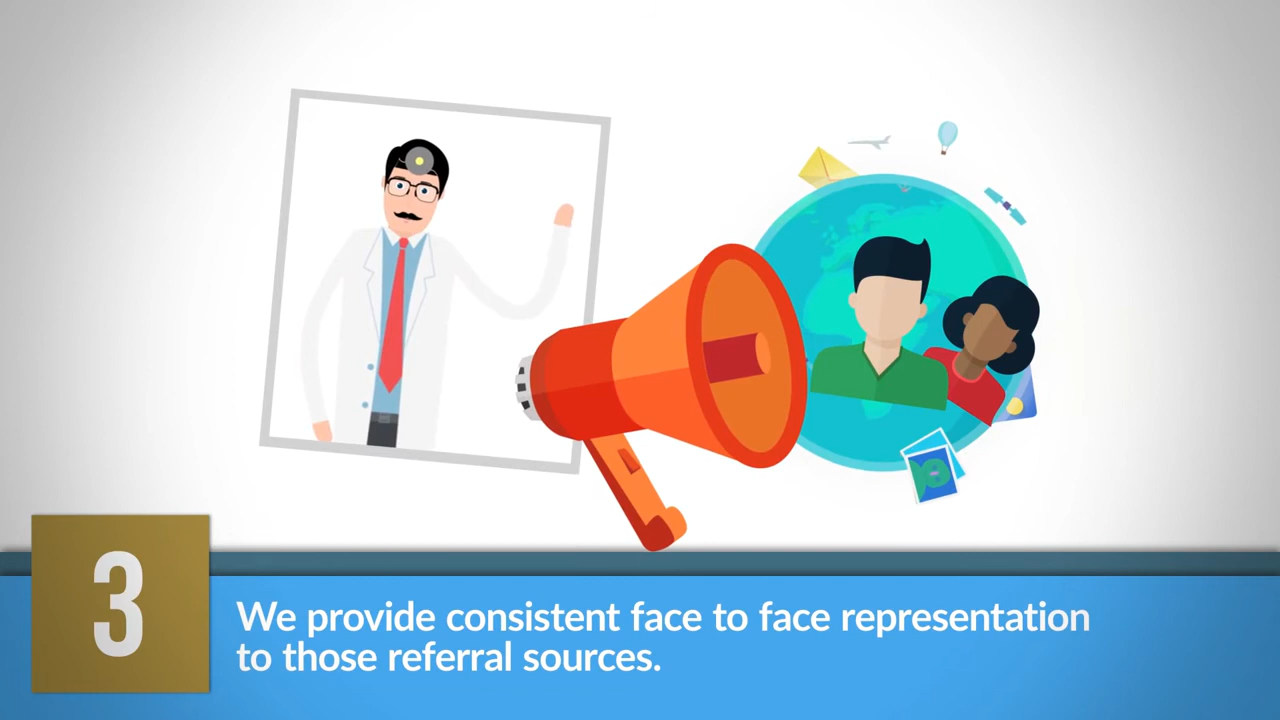 3
We provide consistent face to face representation
to those referral sources.